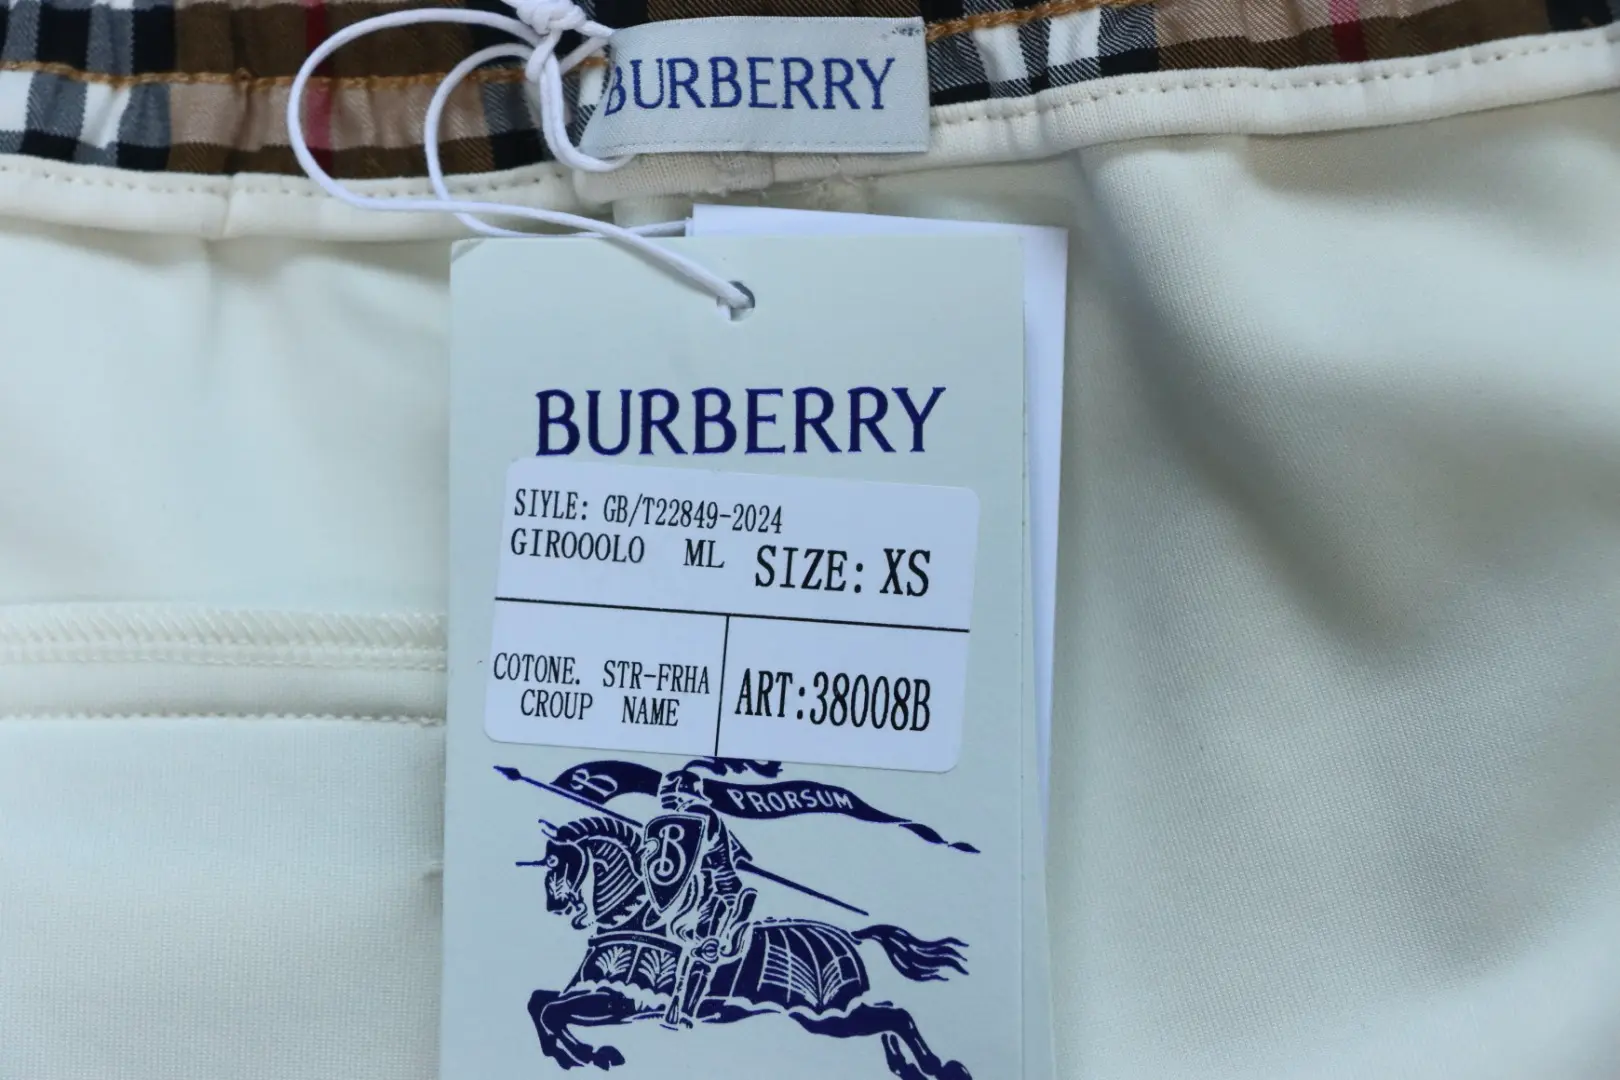 BURBERRY
BURBERRY
SIYLE: GB/T22849-2024
GIROOOLO ML SIZE: XS
COTONE. STR-FRHA
CROUP NAME
ART:38008B
B PRORSUM
B